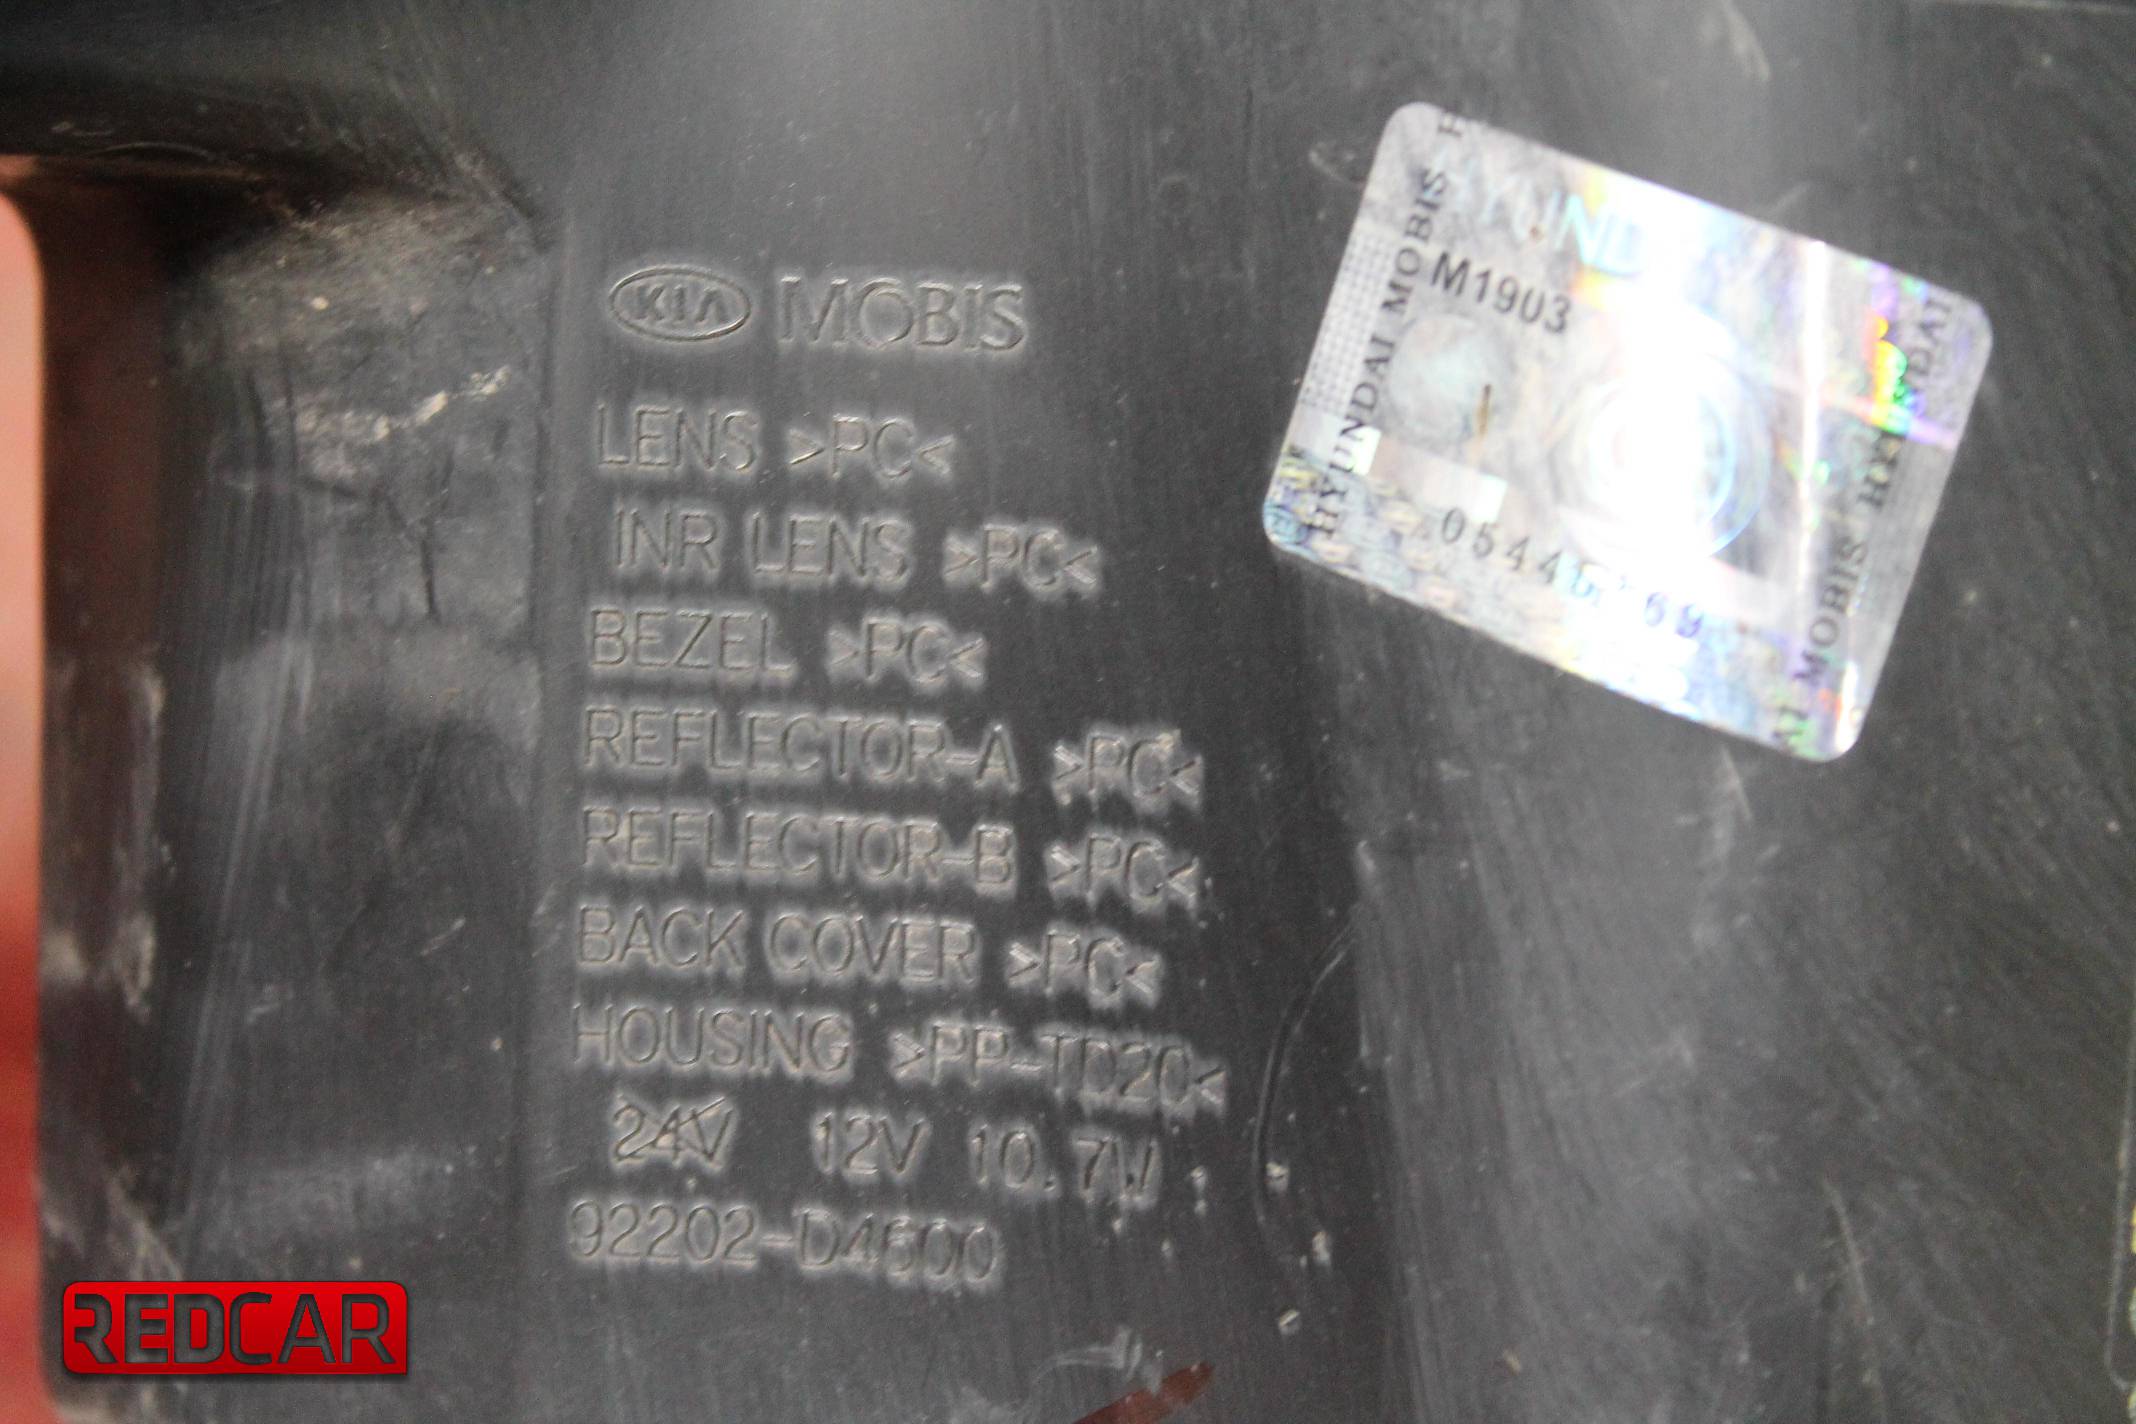 KIA MOBIS
LENS >PC<
INR LENS >PC<
BEZEL >PC<
REFLECTOR-A >PC<
REFLECTOR-B >PC<
BACK COVER >PC<
HOUSING >PP-TD20<
24V 12V 10.7W
92202-D4600
HYUNDAI MOBIS
M1903
MOBIS
REDCAR